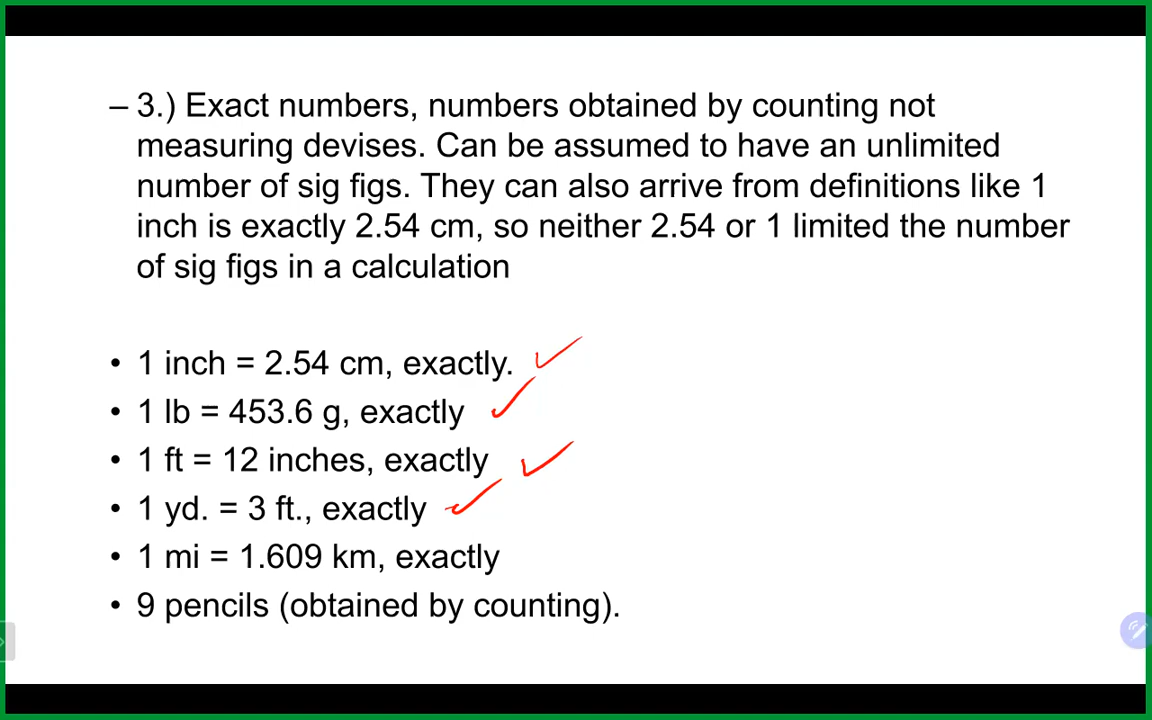 – 3.) Exact numbers, numbers obtained by counting not
measuring devises. Can be assumed to have an unlimited
number of sig figs. They can also arrive from definitions like 1
inch is exactly 2.54 cm, so neither 2.54 or 1 limited the number
of sig figs in a calculation
• 1 inch = 2.54 cm, exactly.
• 1 lb = 453.6 g, exactly
• 1 ft = 12 inches, exactly
• 1 yd. = 3 ft., exactly
• 1 mi = 1.609 km, exactly
• 9 pencils (obtained by counting).